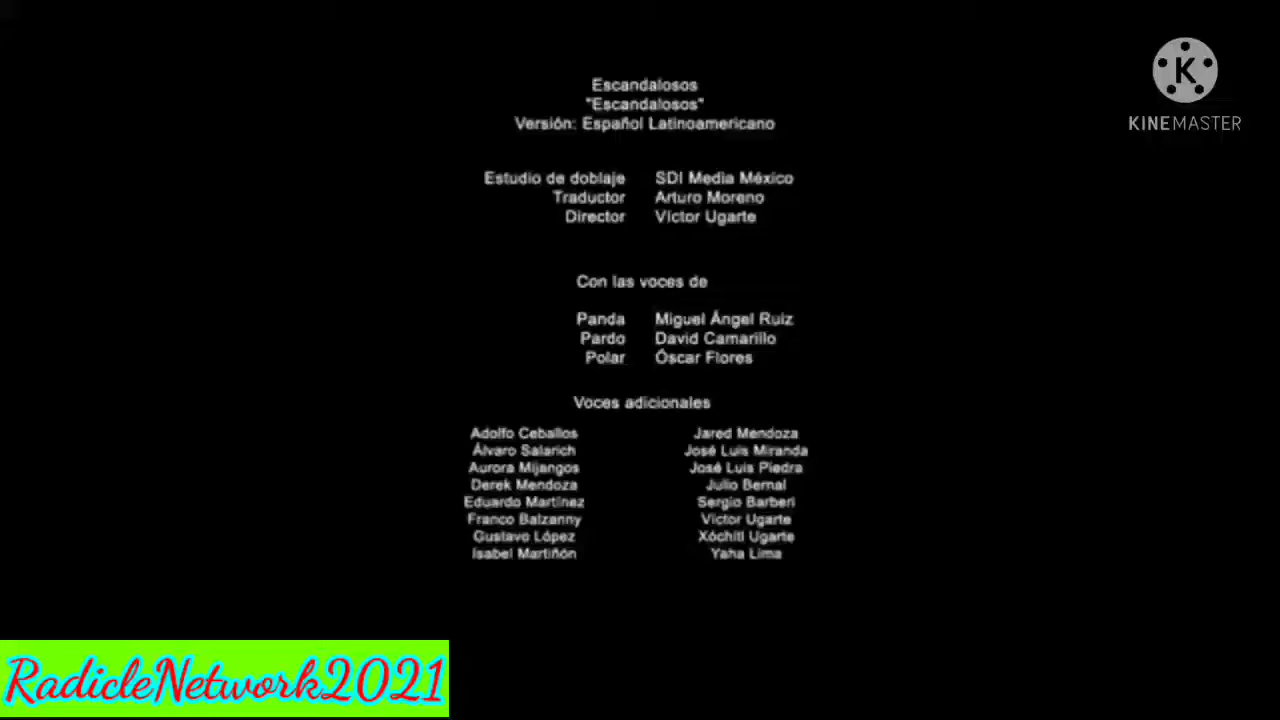 Escandalosos
"Escandalosos"
Versión: Español Latinoamericano
Estudio de doblaje SDI Media México
Traductor Arturo Moreno
Director Víctor Ugarte
Con las voces de
Panda Miguel Ángel Ruiz
Pardo David Camarillo
Polar Óscar Flores
Voces adicionales
Adolfo Ceballos Jared Mendoza
Álvaro Salarich José Luis Miranda
Aurora Mijangos José Luis Piedra
Derek Mendoza Julio Bernal
Eduardo Martínez Sergio Barberi
Franco Balzanny Víctor Ugarte
Gustavo López Xóchitl Ugarte
Isabel Martiñón Yaha Lima
K
KINEMASTER
RadicleNetwork2021